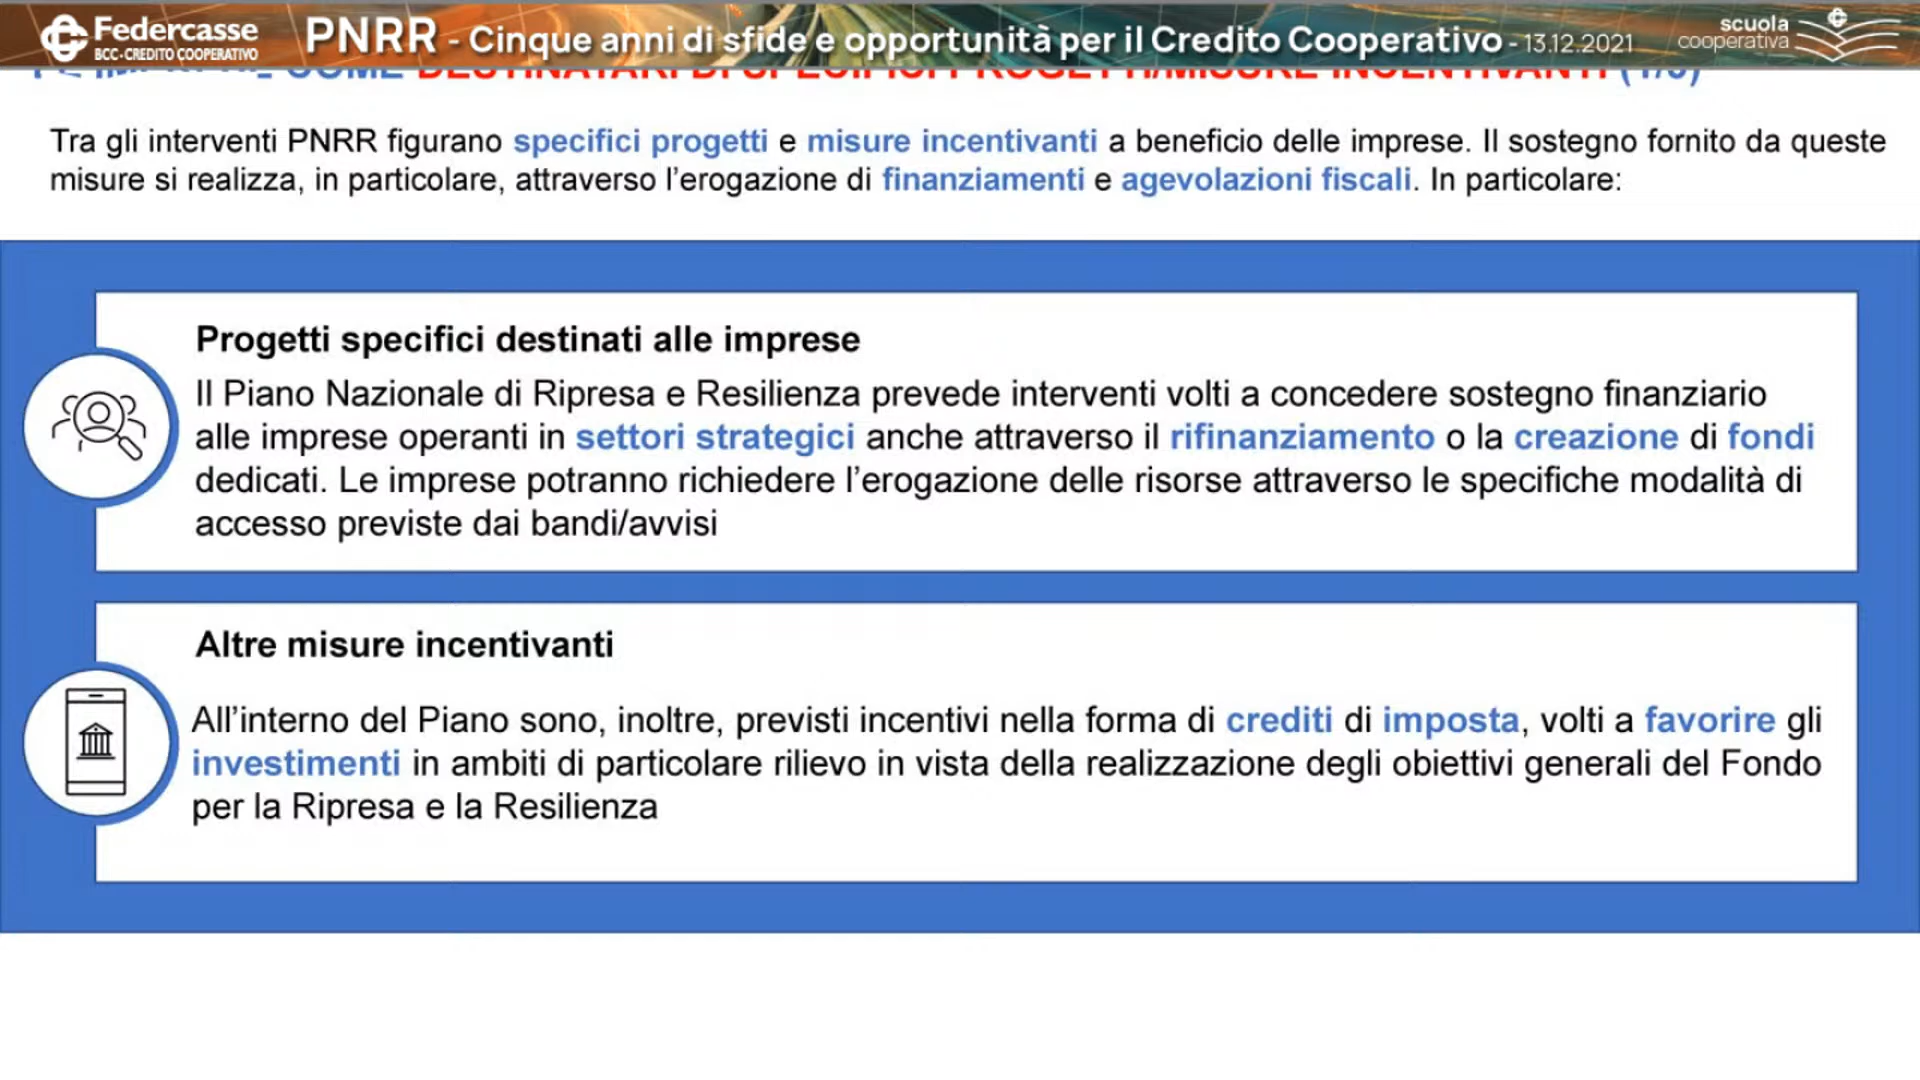 Federcasse
BCC-CREDITO COOPERATIVO
PNRR - Cinque anni di sfide e opportunità per il Credito Cooperativo - 13.12.2021
scuola
cooperativa
COME DESTINATARI DI SPECIFICI PROGETTI/MISURE INCENTIVANTI
Tra gli interventi PNRR figurano specifici progetti e misure incentivanti a beneficio delle imprese. Il sostegno fornito da queste
misure si realizza, in particolare, attraverso l'erogazione di finanziamenti e agevolazioni fiscali. In particolare:
Progetti specifici destinati alle imprese
Il Piano Nazionale di Ripresa e Resilienza prevede interventi volti a concedere sostegno finanziario
alle imprese operanti in settori strategici anche attraverso il rifinanziamento o la creazione di fondi
dedicati. Le imprese potranno richiedere l'erogazione delle risorse attraverso le specifiche modalità di
accesso previste dai bandi/avvisi
Altre misure incentivanti
All'interno del Piano sono, inoltre, previsti incentivi nella forma di crediti di imposta, volti a favorire gli
investimenti in ambiti di particolare rilievo in vista della realizzazione degli obiettivi generali del Fondo
per la Ripresa e la Resilienza